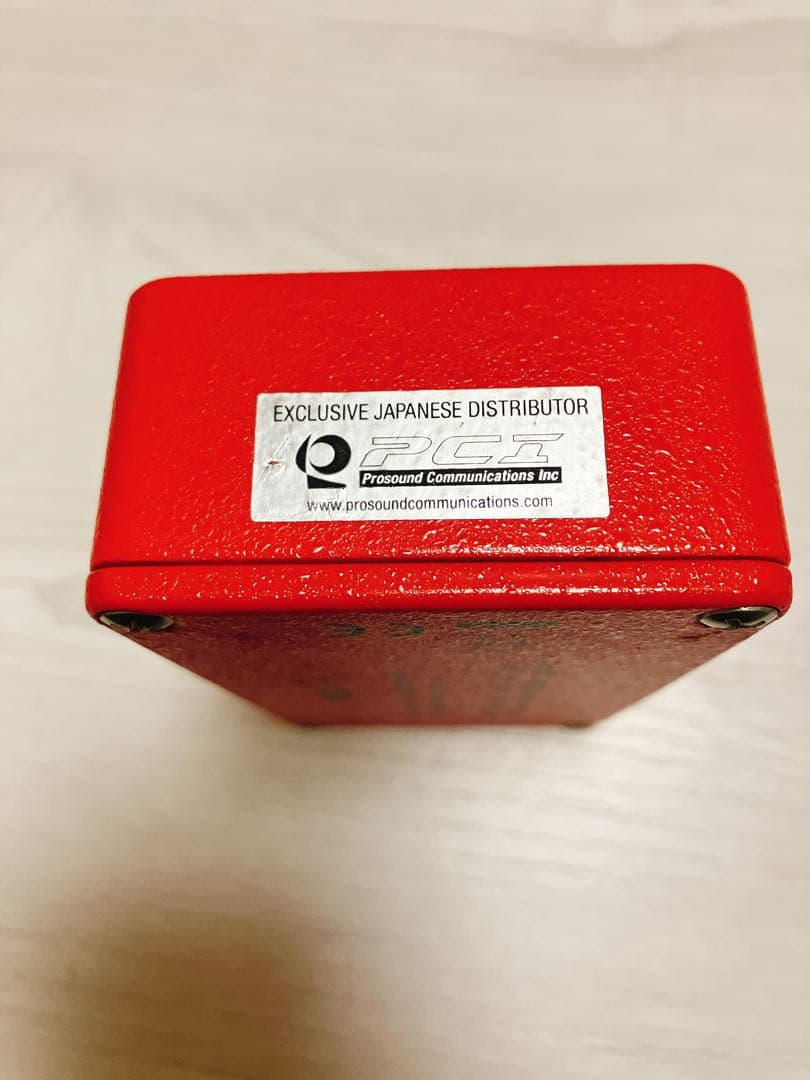 EXCLUSIVE JAPANESE DISTRIBUTOR
PCI
Prosound Communications Inc
www.prosoundcommunications.com